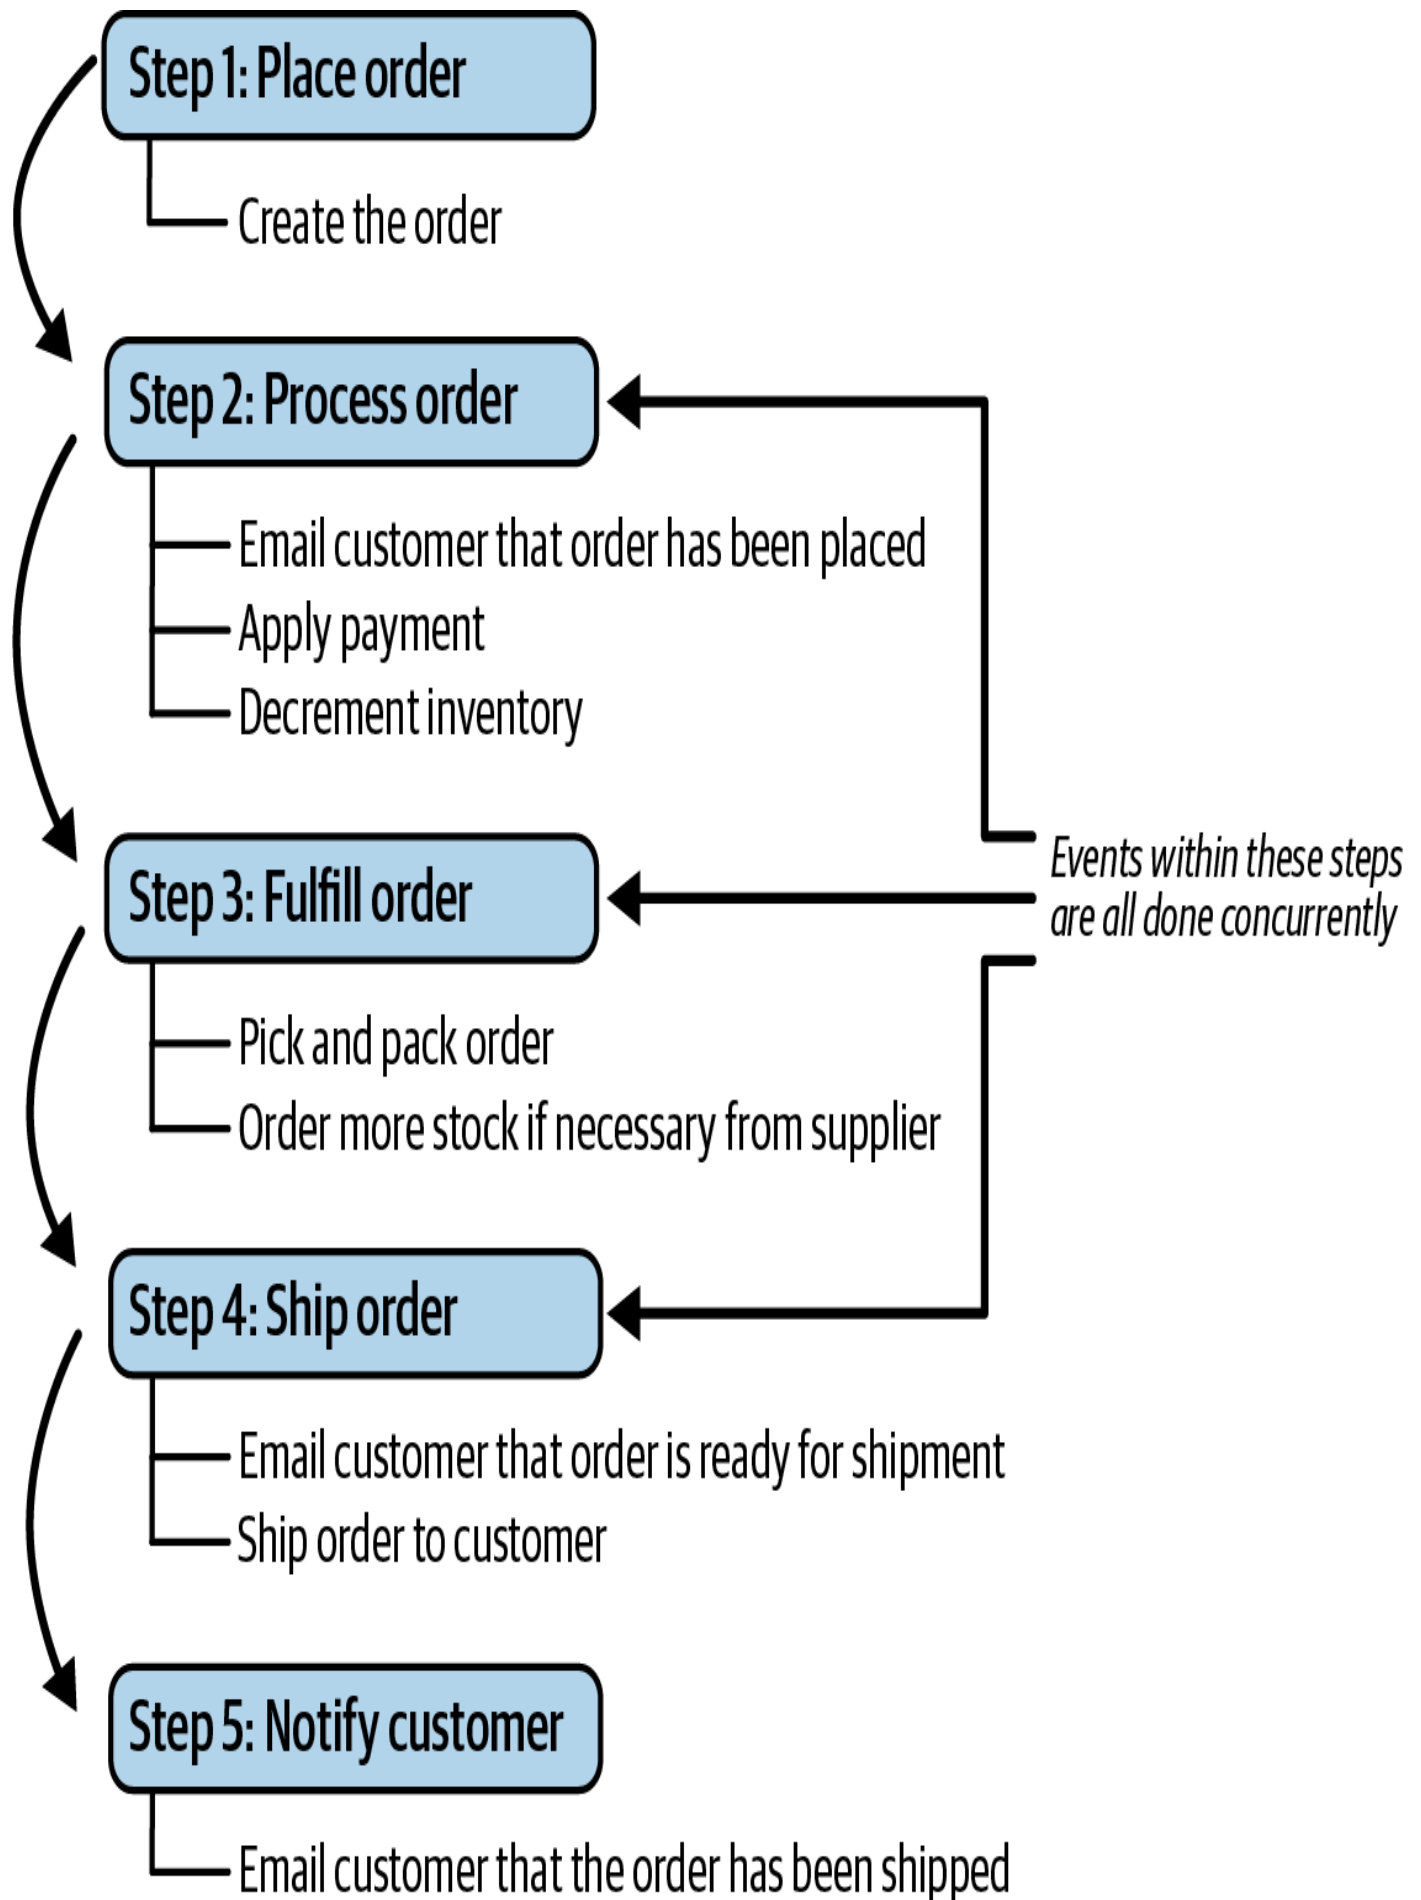 Step 1: Place order
Create the order
Step 2: Process order
Email customer that order has been placed
Apply payment
Decrement inventory
Events within these steps
are all done concurrently
Step 3: Fulfill order
Pick and pack order
Order more stock if necessary from supplier
Step 4: Ship order
Email customer that order is ready for shipment
Ship order to customer
Step 5: Notify customer
Email customer that the order has been shipped